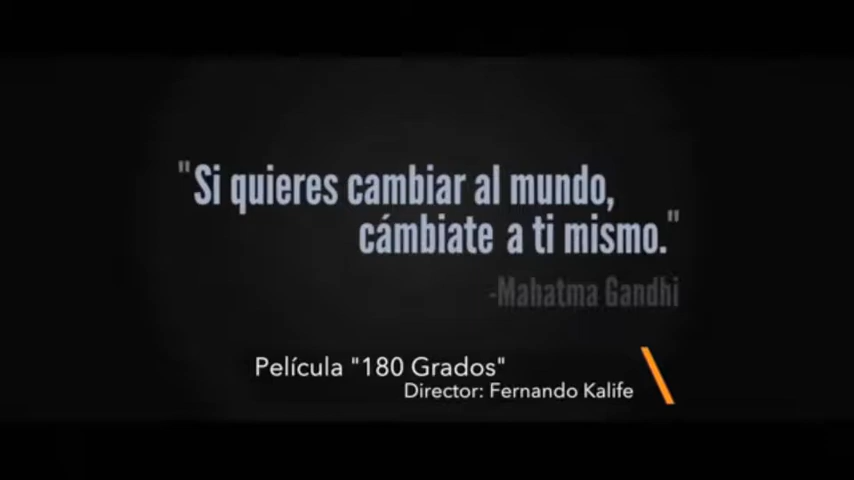 "Si quieres cambiar al mundo,
cámbiate a ti mismo."
-Mahatma Gandhi
Película "180 Grados"
Director: Fernando Kalife